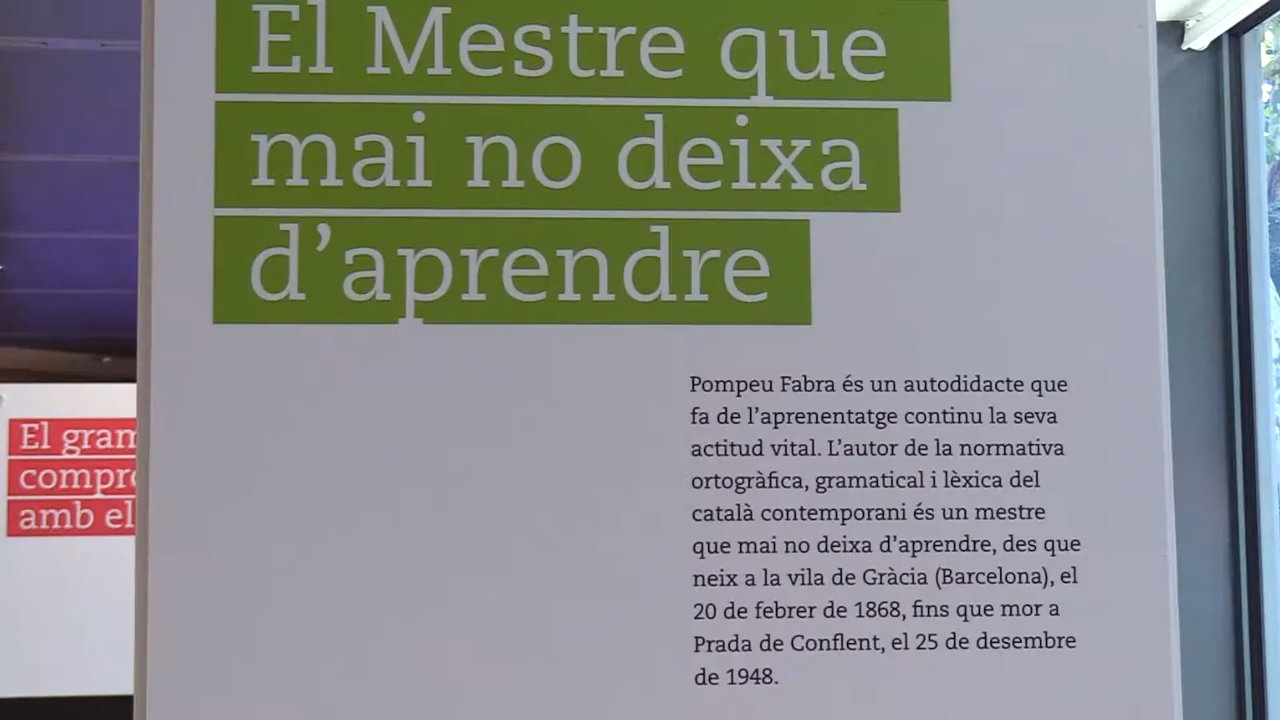 El Mestre que
mai no deixa
d'aprendre
Pompeu Fabra és un autodidacte que
fa de l'aprenentatge continu la seva
actitud vital. L'autor de la normativa
ortogràfica, gramatical i lèxica del
català contemporani és un mestre
que mai no deixa d'aprendre, des que
neix a la vila de Gràcia (Barcelona), el
20 de febrer de 1868, fins que mor a
Prada de Conflent, el 25 de desembre
de 1948.
El
amb el